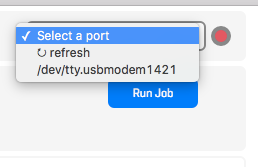 ✓ Select a port
↻ refresh
/dev/tty.usbmodem1421
Run Job